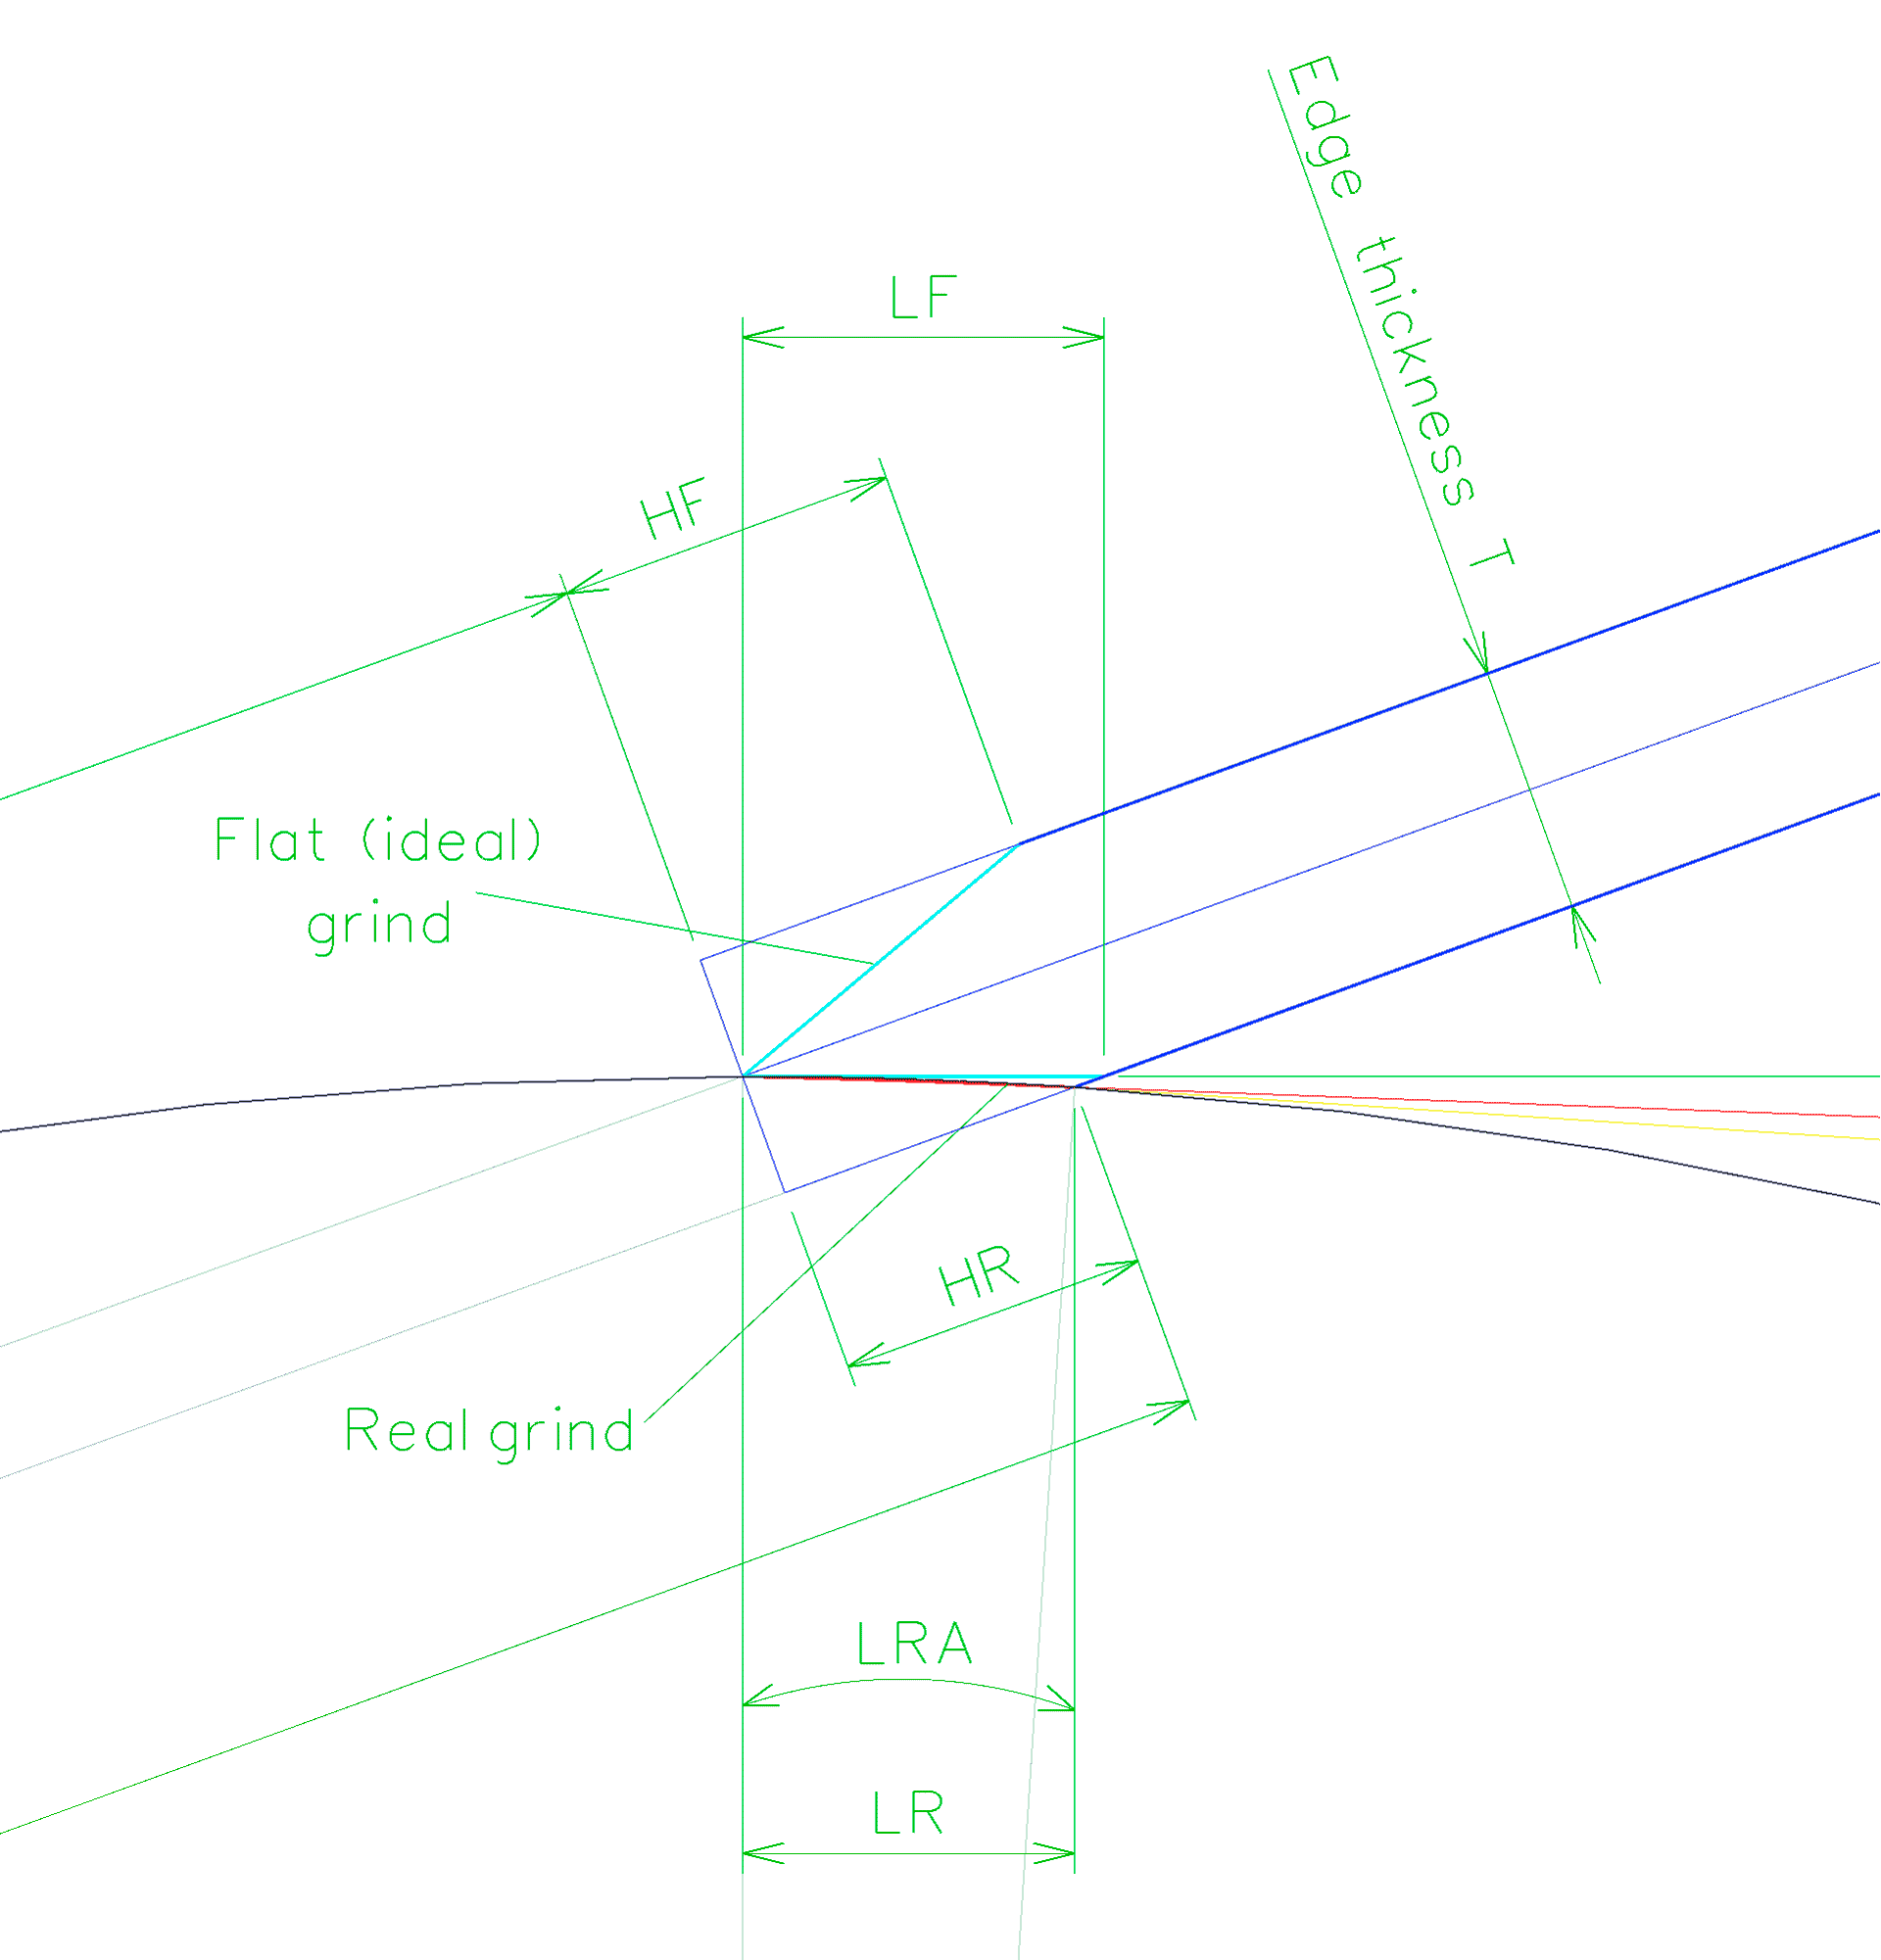 Edge thickness T
LF
HF
Flat (ideal)
grind
HR
Real grind
LRA
LR